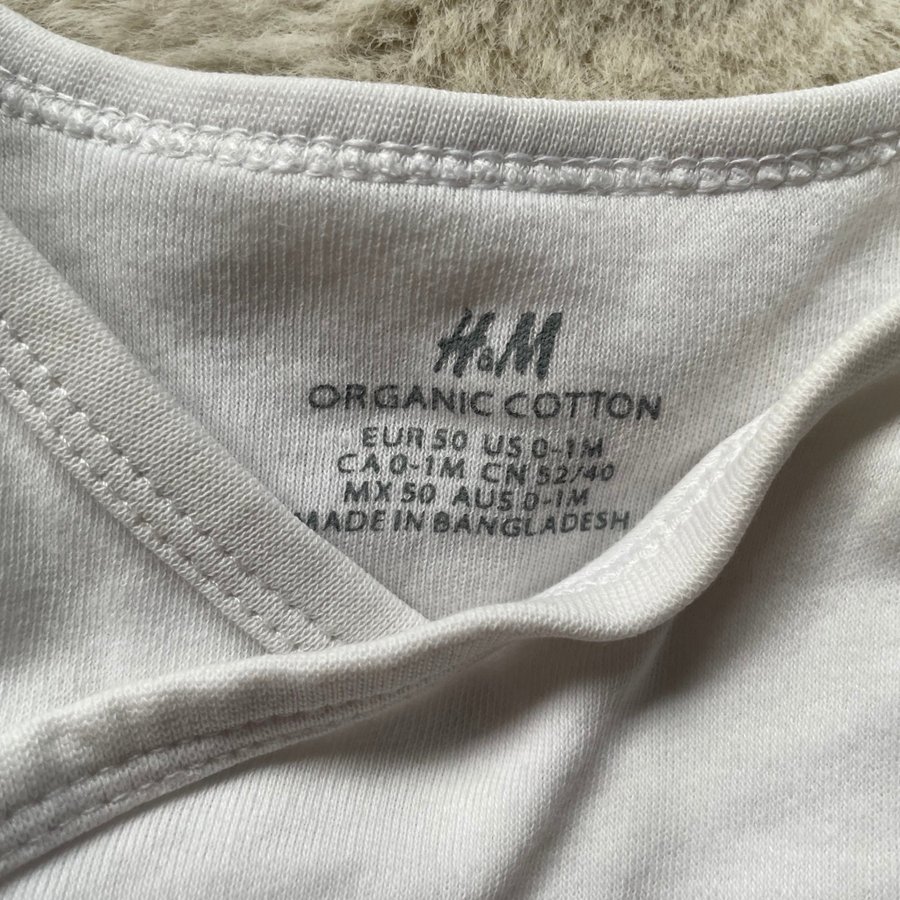 H&M
ORGANIC COTTON
EUR 50 US 0-1M
CA 0-1M CN 52/40
MX 50 AUS 0-1M
MADE IN BANGLADESH